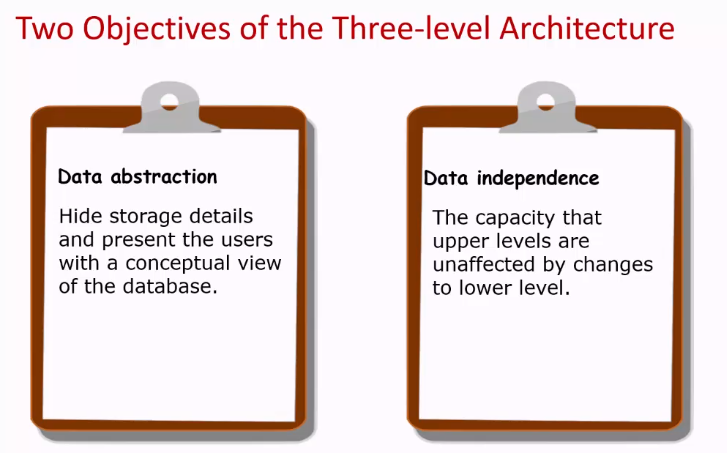 Two Objectives of the Three-level Architecture
Data abstraction
Hide storage details
and present the users
with a conceptual view
of the database.
Data independence
The capacity that
upper levels are
unaffected by changes
to lower level.